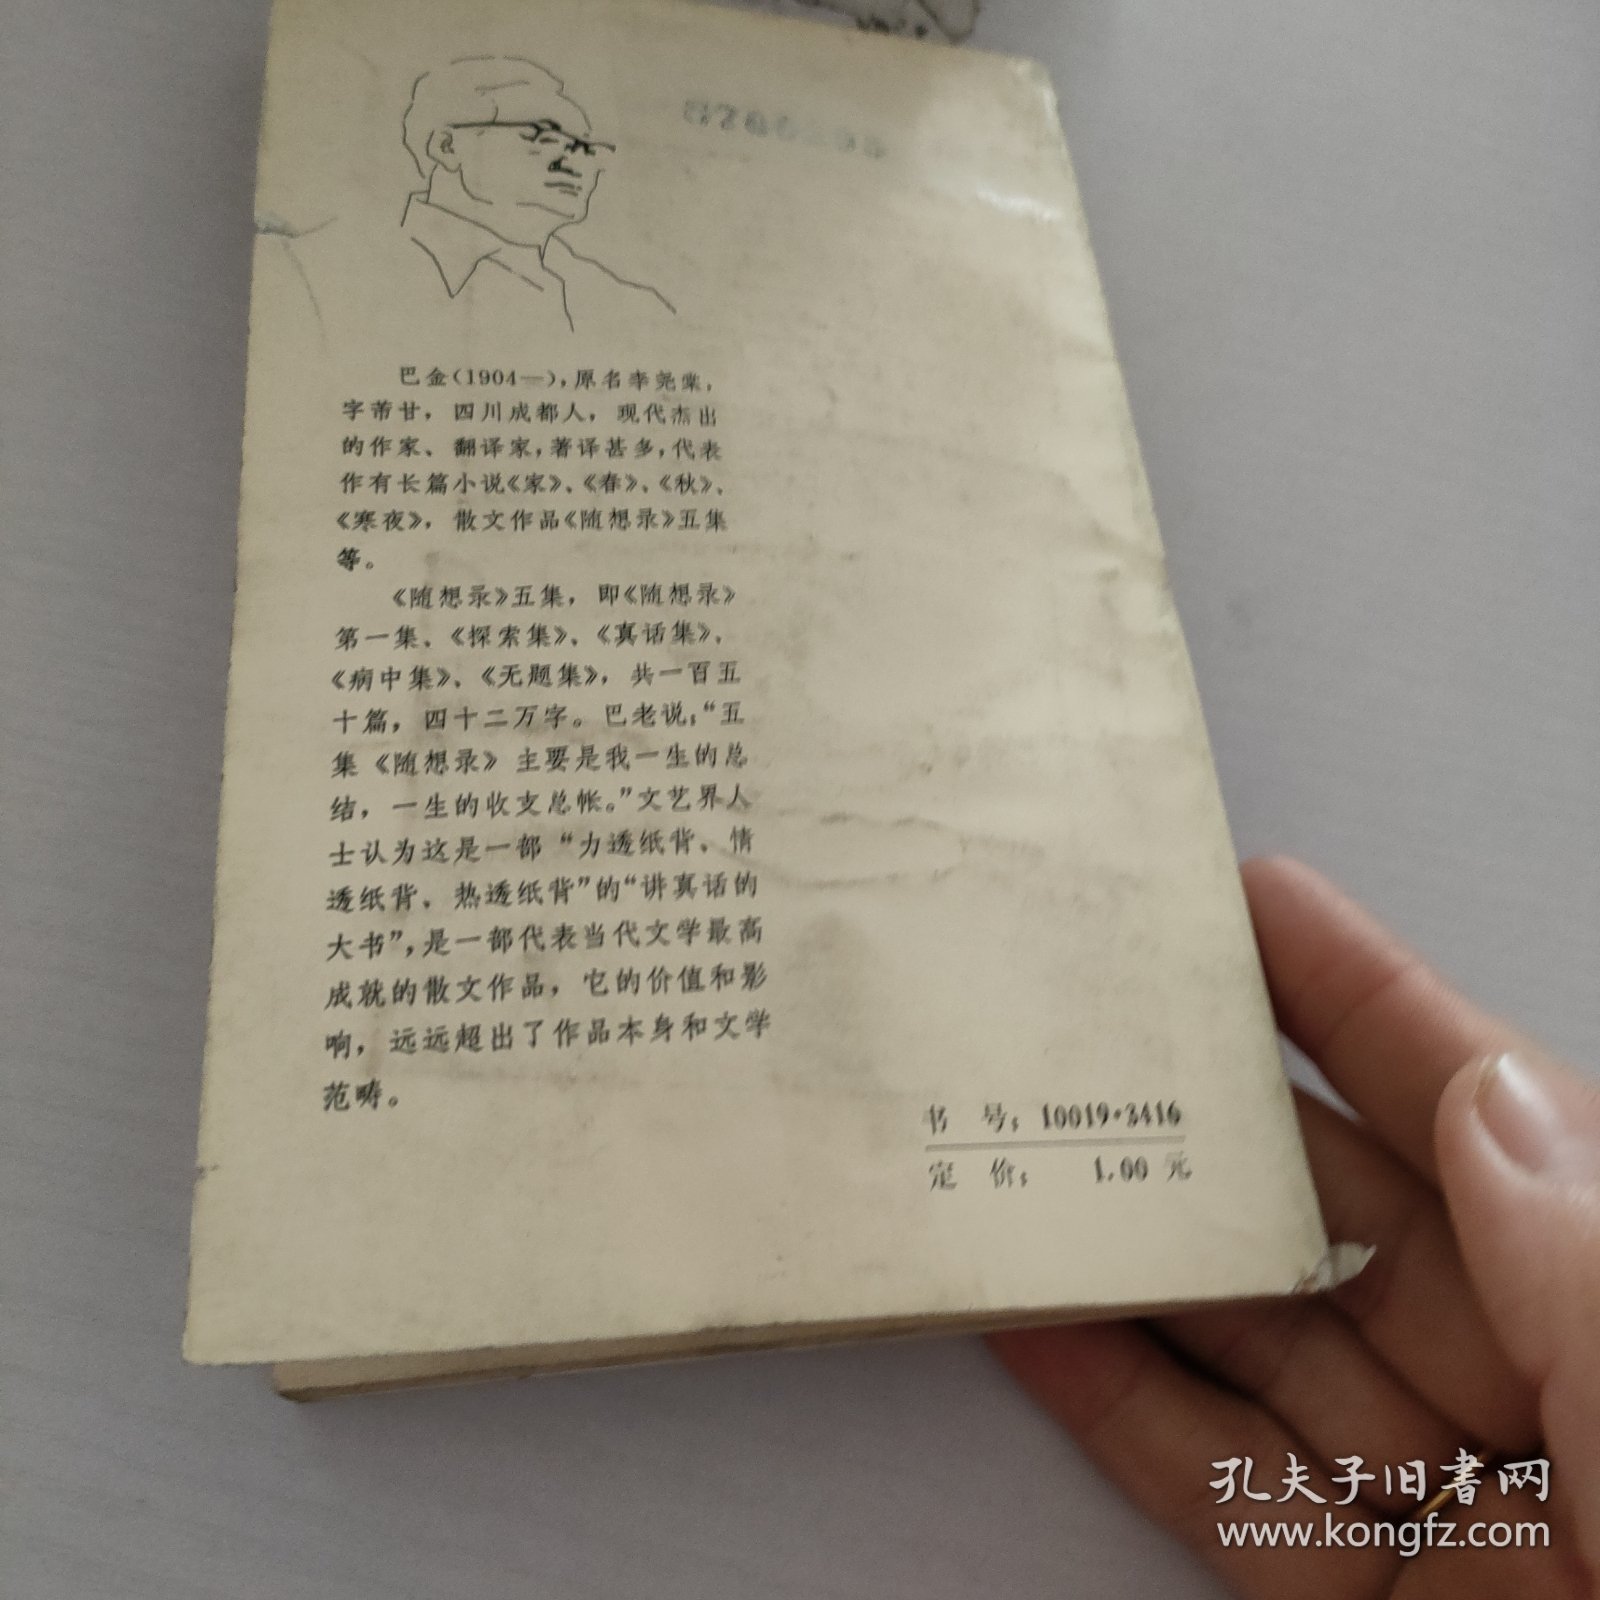 巴金(1904—),原名李尧棠,
字芾甘,四川成都人,现代杰出
的作家、翻译家,著译甚多,代表
作有长篇小说《家》、《春》、《秋》、
《寒夜》,散文作品《随想录》五集
等。
《随想录》五集,即《随想录》
第一集、《探索集》、《真话集》、
《病中集》、《无题集》,共一百五
十篇,四十二万字。巴老说:“五
集《随想录》主要是我一生的总
结,一生的收支总帐。”文艺界人
士认为这是一部“力透纸背、情
透纸背、热透纸背”的“讲真话的
大书”,是一部代表当代文学最高
成就的散文作品,它的价值和影
响,远远超出了作品本身和文学
范畴。
书 号:10019·3416
定 价: 1.00 元
孔夫子旧书网
www.kongfz.com